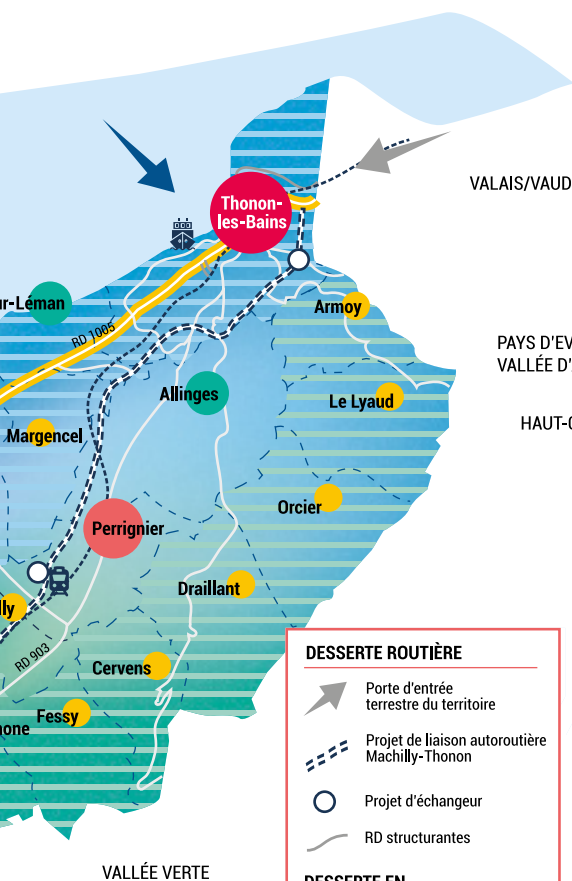 Thonon-
les-Bains
VALAIS/VAUD
ur-Léman
RD 1005
Armoy
PAYS D'EV
VALLÉE D'
Allinges
Le Lyaud
HAUT-C
Margencel
Orcier
Perrignier
Draillant
lly
RD 903
Cervens
Fessy
none
VALLÉE VERTE
DESSERTE ROUTIÈRE
Porte d'entrée
terrestre du territoire
Projet de liaison autoroutière
Machilly-Thonon
Projet d'échangeur
RD structurantes
DESSERTE EN